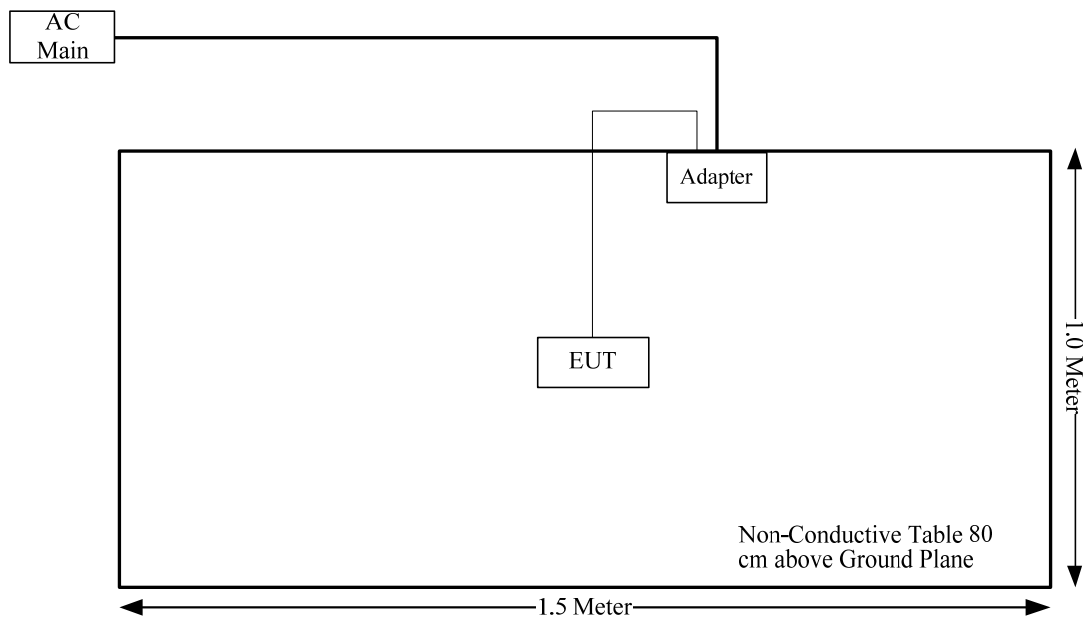 AC
Main
Adapter
EUT
1.0 Meter
Non-Conductive Table 80
cm above Ground Plane
1.5 Meter